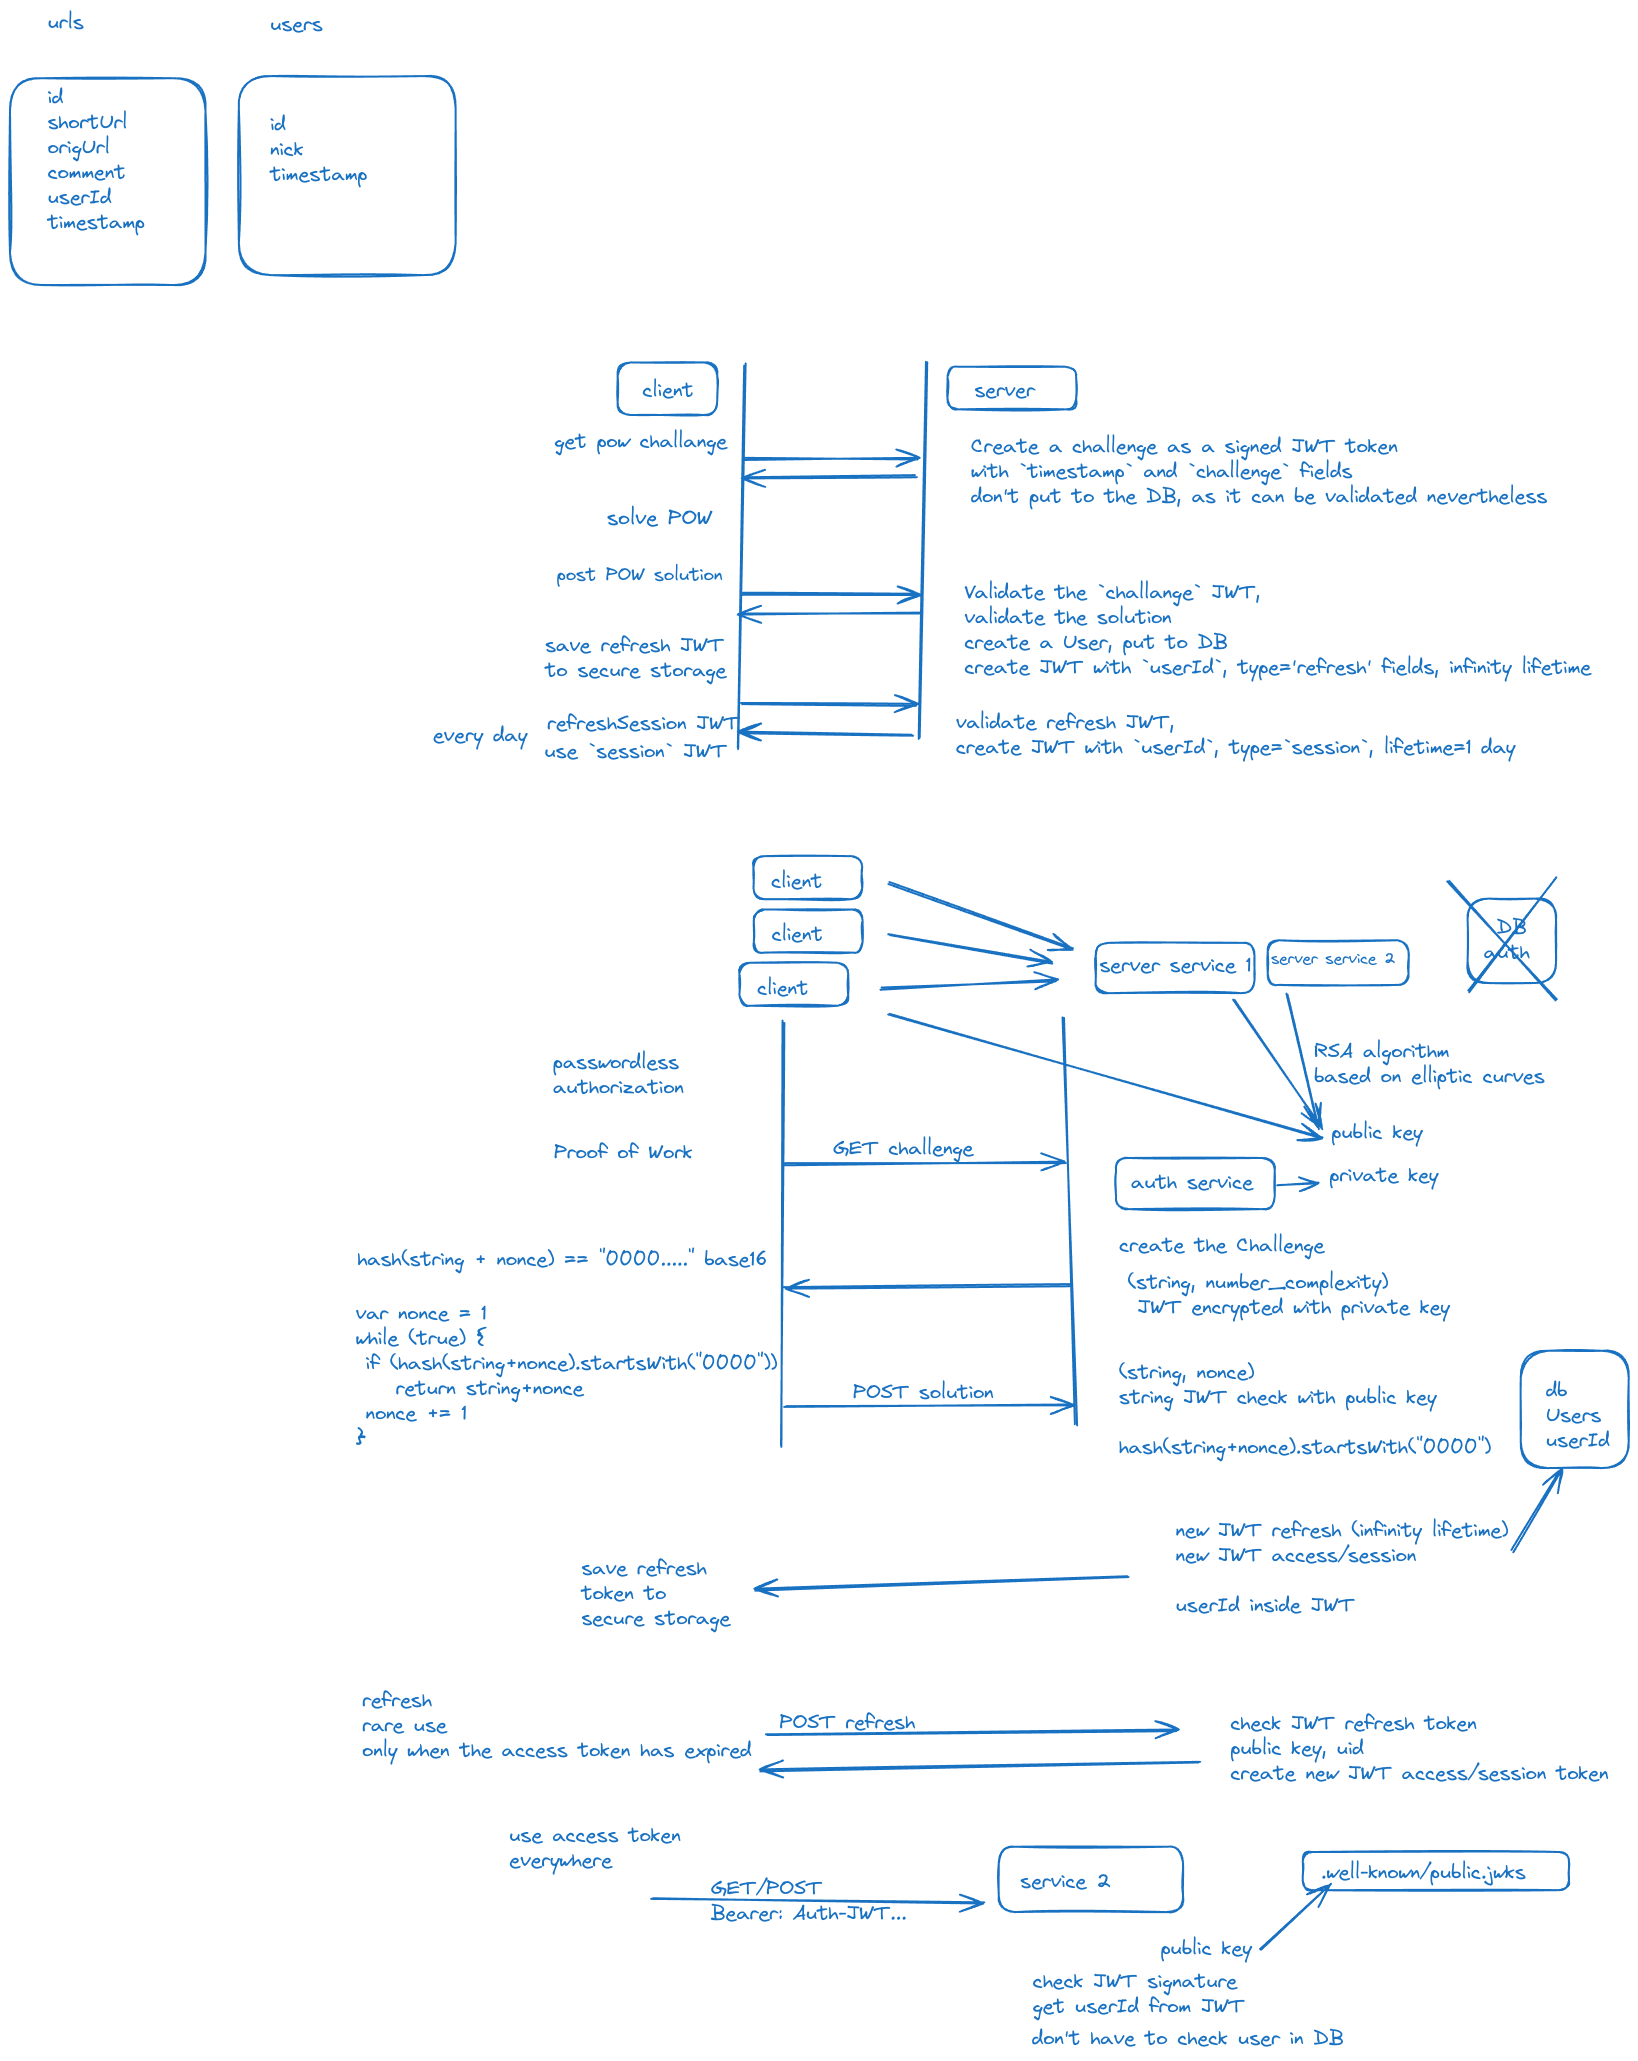 urls
users
id
shortUrl
origUrl
comment
userId
timestamp
id
nick
timestamp
client
server
get pow challange
Create a challenge as a signed JWT token
with `timestamp` and `challenge` fields
don't put to the DB, as it can be validated nevertheless
solve POW
post POW solution
Validate the `challange` JWT,
validate the solution
create a User, put to DB
create JWT with `userId`, type='refresh' fields, infinity lifetime
save refresh JWT
to secure storage
every day
refreshSession JWT
use `session` JWT
validate refresh JWT,
create JWT with `userId`, type=`session`, lifetime=1 day
client
client
client
server service 1
server service 2
DB
auth
passwordless
authorization
RSA algorithm
based on elliptic curves
public key
Proof of Work
GET challenge
auth service
private key
hash(string + nonce) == "0000....." base16
create the Challenge
(string, number_complexity)
JWT encrypted with private key
var nonce = 1
while (true) {
if (hash(string+nonce).startsWith("0000"))
return string+nonce
nonce += 1
}
POST solution
(string, nonce)
string JWT check with public key
hash(string+nonce).startsWith("0000")
db
Users
userId
new JWT refresh (infinity lifetime)
new JWT access/session
userId inside JWT
save refresh
token to
secure storage
refresh
rare use
only when the access token has expired
POST refresh
check JWT refresh token
public key, uid
create new JWT access/session token
use access token
everywhere
GET/POST
Bearer: Auth-JWT...
service 2
.well-known/public.jwks
public key
check JWT signature
get userId from JWT
don't have to check user in DB